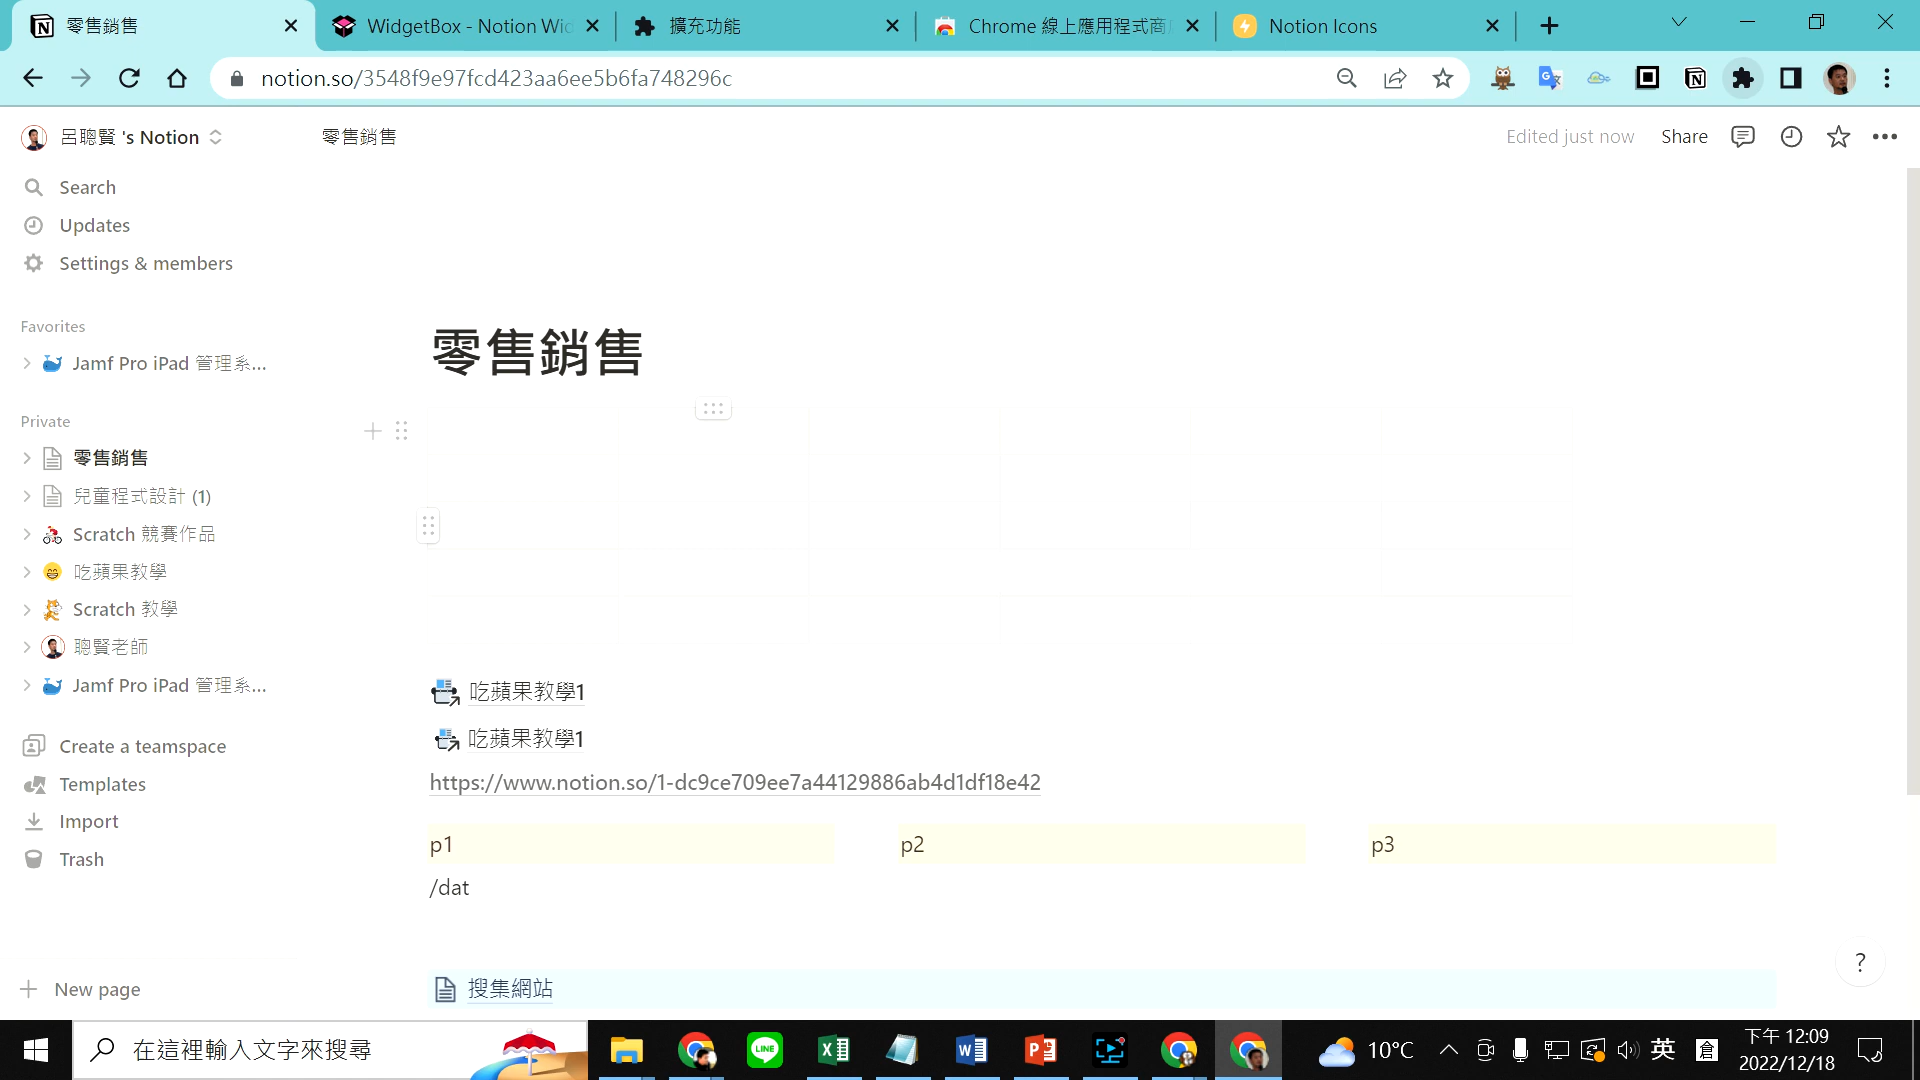 零售銷售
WidgetBox - Notion Wid
擴充功能
Chrome 線上應用程式商
Notion Icons
notion.so/3548f9e97fcd423aa6ee5b6fa748296c
呂聰賢 's Notion
零售銷售
Edited just now
Share
Search
Updates
Settings & members
Favorites
Jamf Pro iPad 管理系...
Private
零售銷售
兒童程式設計 (1)
Scratch 競賽作品
吃蘋果教學
Scratch 教學
聰賢老師
Jamf Pro iPad 管理系...
Create a teamspace
Templates
Import
Trash
New page
零售銷售
吃蘋果教學1
吃蘋果教學1
https://www.notion.so/1-dc9ce709ee7a44129886ab4d1df18e42
p1
p2
p3
/dat
搜集網站
?
在這裡輸入文字來搜尋
LINE
10°C
英
倉
下午 12:09
2022/12/18